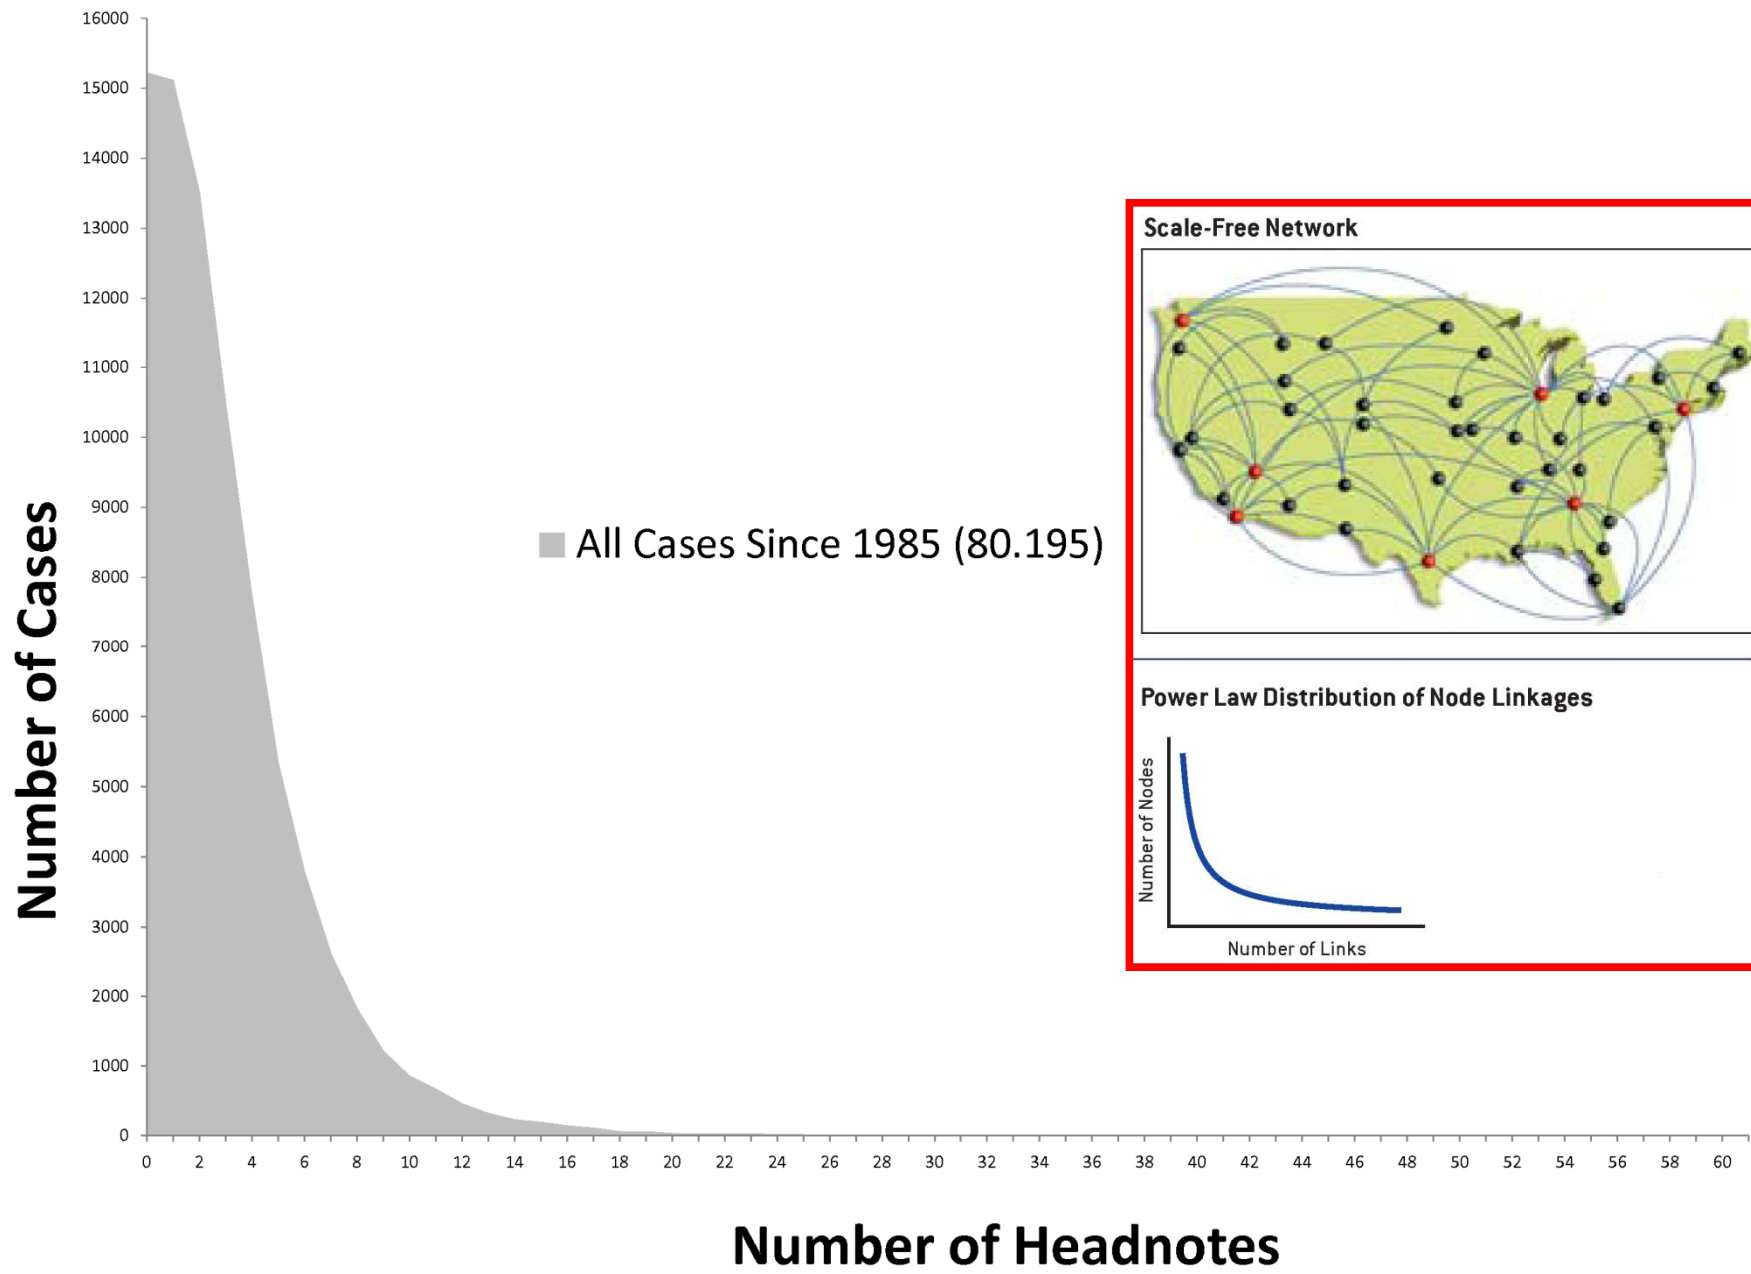 16000
15000
14000
13000
12000
11000
10000
9000
8000
7000
6000
5000
4000
3000
2000
1000
0
Number of Cases
All Cases Since 1985 (80.195)
0 2 4 6 8 10 12 14 16 18 20 22 24 26 28 30 32 34 36 38 40 42 44 46 48 50 52 54 56 58 60
Number of Headnotes
Scale-Free Network
Power Law Distribution of Node Linkages
Number of Nodes
Number of Links